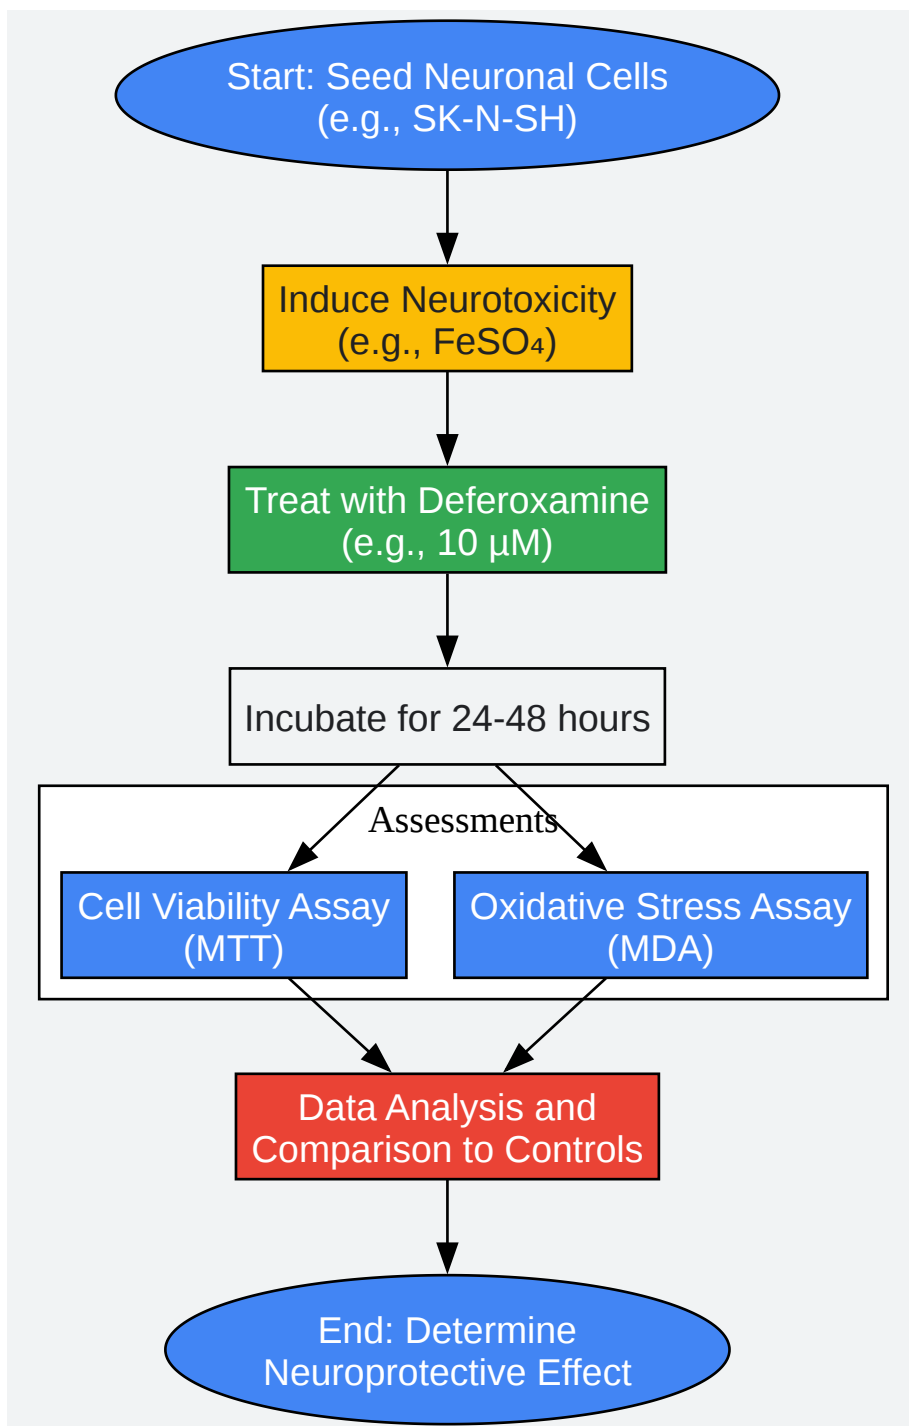 Start: Seed Neuronal Cells
(e.g., SK-N-SH)
Induce Neurotoxicity
(e.g., FeSO₄)
Treat with Deferoxamine
(e.g., 10 µM)
Incubate for 24-48 hours
Assessments
Cell Viability Assay
(MTT)
Oxidative Stress Assay
(MDA)
Data Analysis and
Comparison to Controls
End: Determine
Neuroprotective Effect